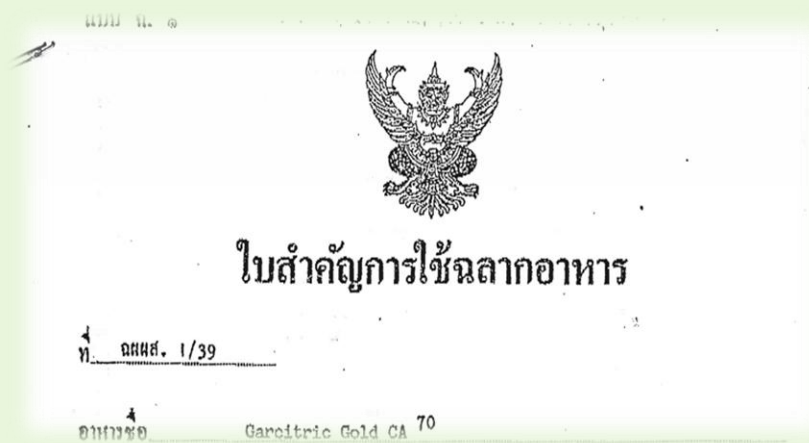 แบบ ฉ. ๑
ใบสำคัญการใช้ฉลากอาหาร
ที่ ฉผผส. 1/39
อาหารชื่อ Garcitric Gold CA 70